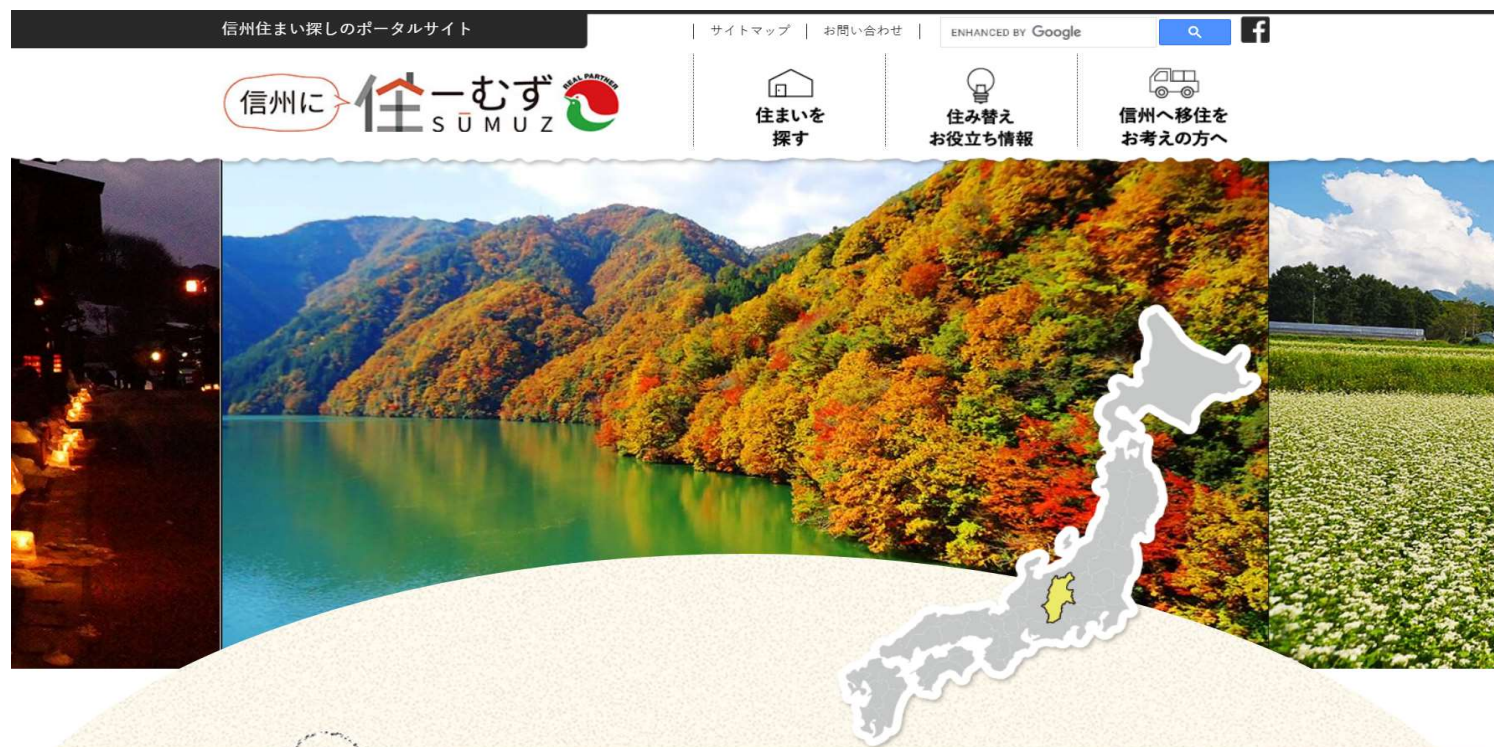 信州住まい探しのポータルサイト
サイトマップ
お問い合わせ
ENHANCED BY Google
信州に
住ーむず
SŪMUZ
REAL PARTNER
住まいを
探す
住み替え
お役立ち情報
信州へ移住を
お考えの方へ